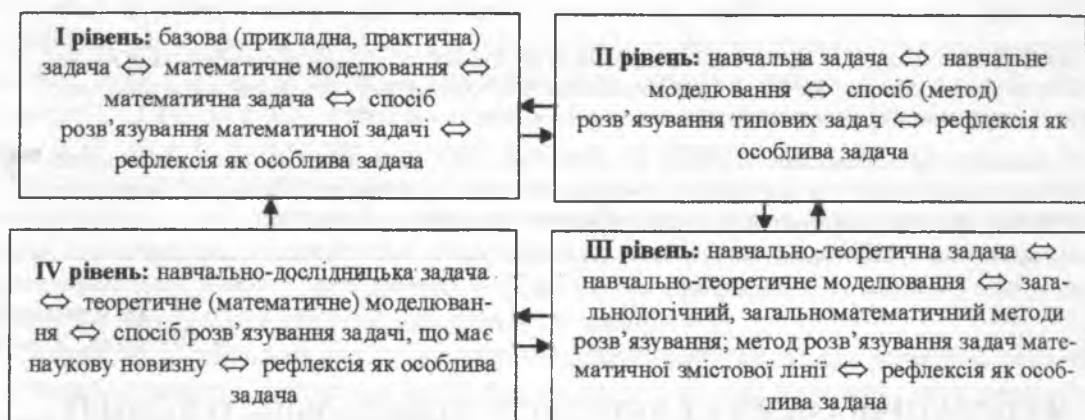 І рівень: базова (прикладна, практична)
задача ⇔ математичне моделювання ⇔
математична задача ⇔ спосіб
розв'язування математичної задачі ⇔
рефлексія як особлива задача
ІІ рівень: навчальна задача ⇔ навчальне
моделювання ⇔ спосіб (метод)
розв'язування типових задач ⇔ рефлексія як
особлива задача
IV рівень: навчально-дослідницька задача
⇔ теоретичне (математичне) моделюван-
ня ⇔ спосіб розв'язування задачі, що має
наукову новизну ⇔ рефлексія як особлива
задача
ІІІ рівень: навчально-теоретична задача ⇔
навчально-теоретичне моделювання ⇔ зага-
льнологічний, загальноматематичний методи
розв'язування; метод розв'язування задач мате-
матичної змістової лінії ⇔ рефлексія як особ-
лива задача